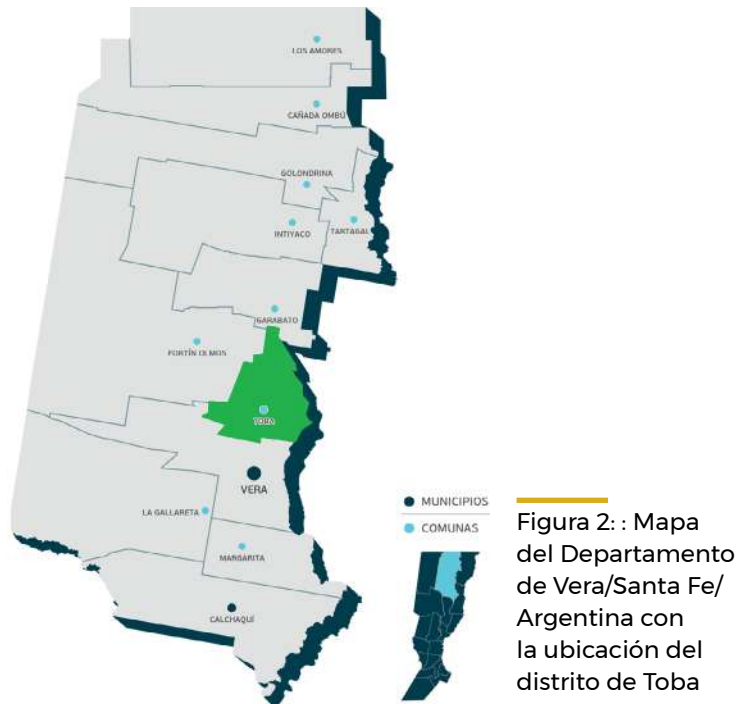 LOS AMORES
CAÑADA OMBÚ
GOLONDRINA
INTIYACO
TARTAGAL
GARABATO
FORTÍN OLMOS
TOBA
VERA
LA GALLARETA
MARGARITA
CALCHAQUÍ
MUNICIPIOS
COMUNAS
Figura 2: : Mapa
del Departamento
de Vera/Santa Fe/
Argentina con
la ubicación del
distrito de Toba